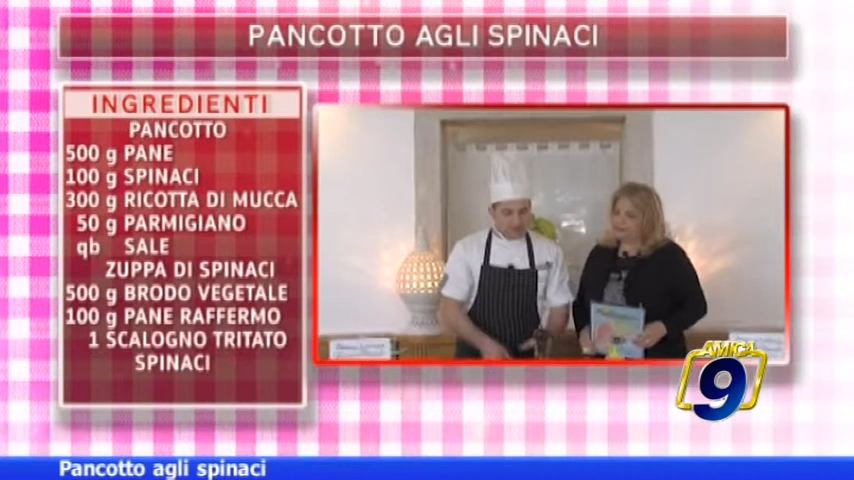 PANCOTTO AGLI SPINACI
INGREDIENTI
PANCOTTO
500 g PANE
100 g SPINACI
300 g RICOTTA DI MUCCA
50 g PARMIGIANO
qb SALE
ZUPPA DI SPINACI
500 g BRODO VEGETALE
100 g PANE RAFFERMO
1 SCALOGNO TRITATO
SPINACI
AMICA
9
Pancotto agli spinaci